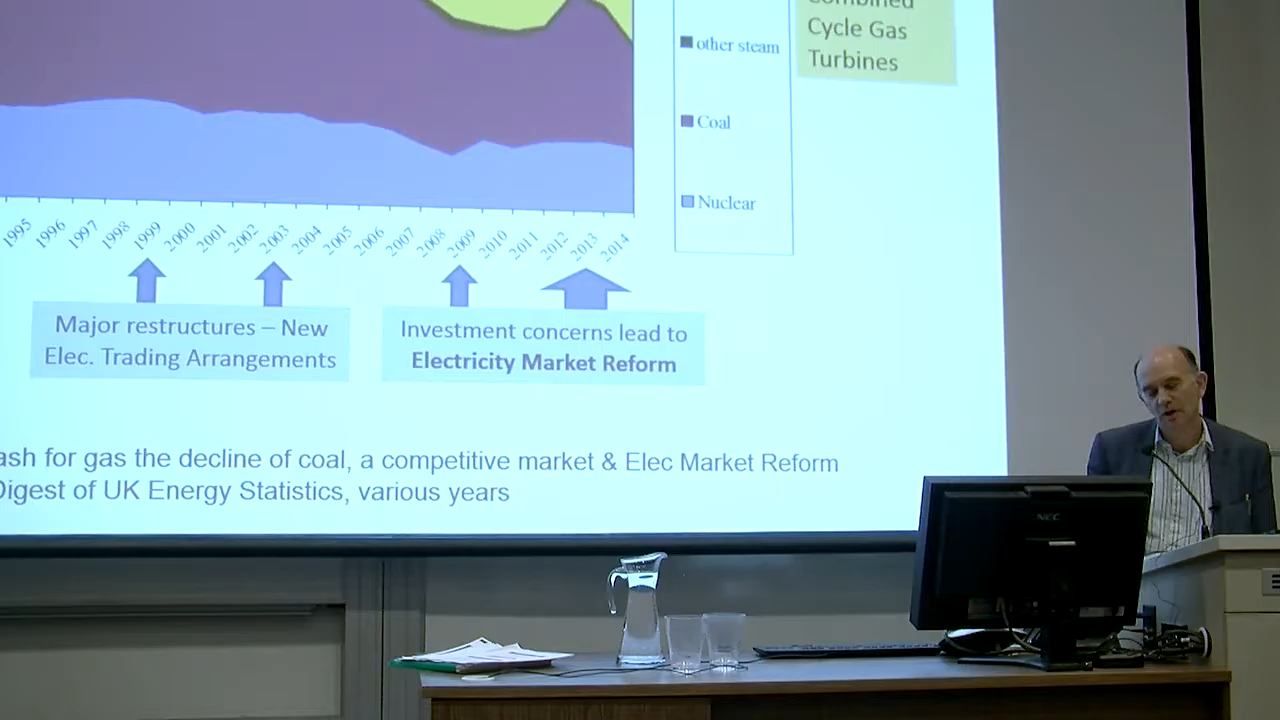 Combined
Cycle Gas
Turbines
other steam
Coal
Nuclear
1995 1996 1997 1998 1999 2000 2001 2002 2003 2004 2005 2006 2007 2008 2009 2010 2011 2012 2013 2014
Major restructures – New
Elec. Trading Arrangements
Investment concerns lead to
Electricity Market Reform
ash for gas the decline of coal, a competitive market & Elec Market Reform
Digest of UK Energy Statistics, various years
NEC